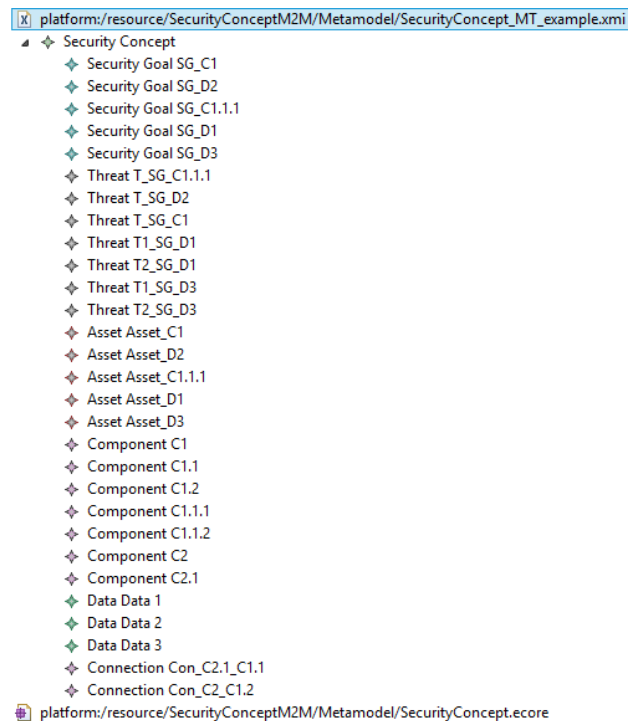 platform:/resource/SecurityConceptM2M/Metamodel/SecurityConcept_MT_example.xmi
Security Concept
Security Goal SG_C1
Security Goal SG_D2
Security Goal SG_C1.1.1
Security Goal SG_D1
Security Goal SG_D3
Threat T_SG_C1.1.1
Threat T_SG_D2
Threat T_SG_C1
Threat T1_SG_D1
Threat T2_SG_D1
Threat T1_SG_D3
Threat T2_SG_D3
Asset Asset_C1
Asset Asset_D2
Asset Asset_C1.1.1
Asset Asset_D1
Asset Asset_D3
Component C1
Component C1.1
Component C1.2
Component C1.1.1
Component C1.1.2
Component C2
Component C2.1
Data Data 1
Data Data 2
Data Data 3
Connection Con_C2.1_C1.1
Connection Con_C2_C1.2
platform:/resource/SecurityConceptM2M/Metamodel/SecurityConcept.ecore